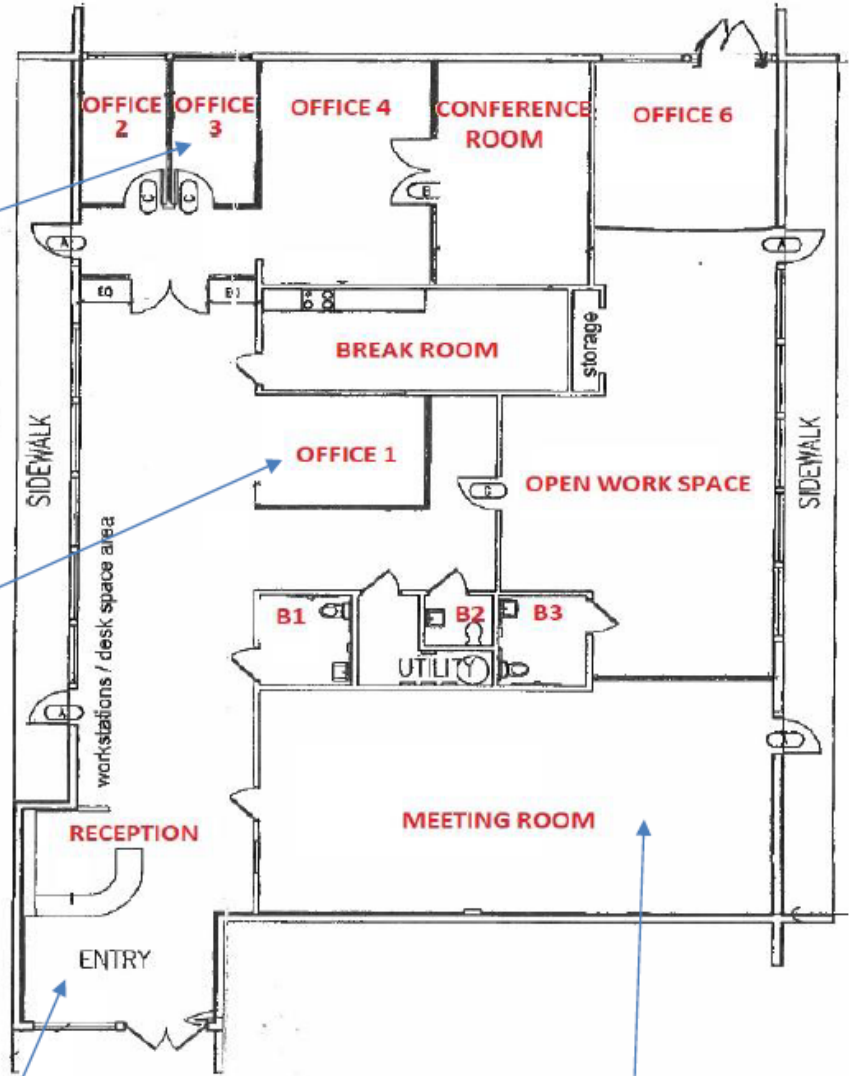 OFFICE
2
OFFICE
3
OFFICE 4
CONFERENCE
ROOM
OFFICE 6
C
C
B
A
A
EQ
storage
BREAK ROOM
SIDEWALK
OFFICE 1
C
OPEN WORK SPACE
SIDEWALK
workstations / desk space area
B1
B2
B3
UTILITY
A
A
RECEPTION
MEETING ROOM
ENTRY